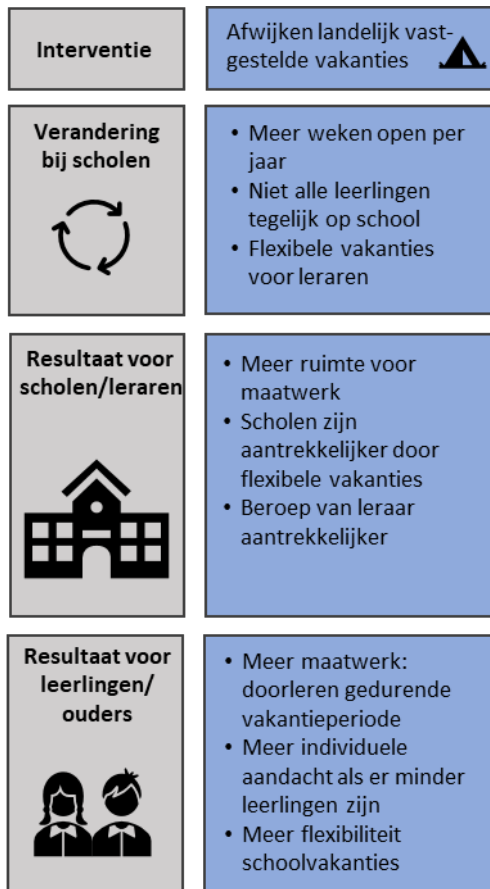 Interventie
Afwijken landelijk vast-
gestelde vakanties
Verandering
bij scholen
• Meer weken open per
jaar
• Niet alle leerlingen
tegelijk op school
• Flexibele vakanties
voor leraren
Resultaat voor
scholen/leraren
• Meer ruimte voor
maatwerk
• Scholen zijn
aantrekkelijker door
flexibele vakanties
• Beroep van leraar
aantrekkelijker
Resultaat voor
leerlingen/
ouders
• Meer maatwerk:
doorleren gedurende
vakantieperiode
• Meer individuele
aandacht als er minder
leerlingen zijn
• Meer flexibiliteit
schoolvakanties